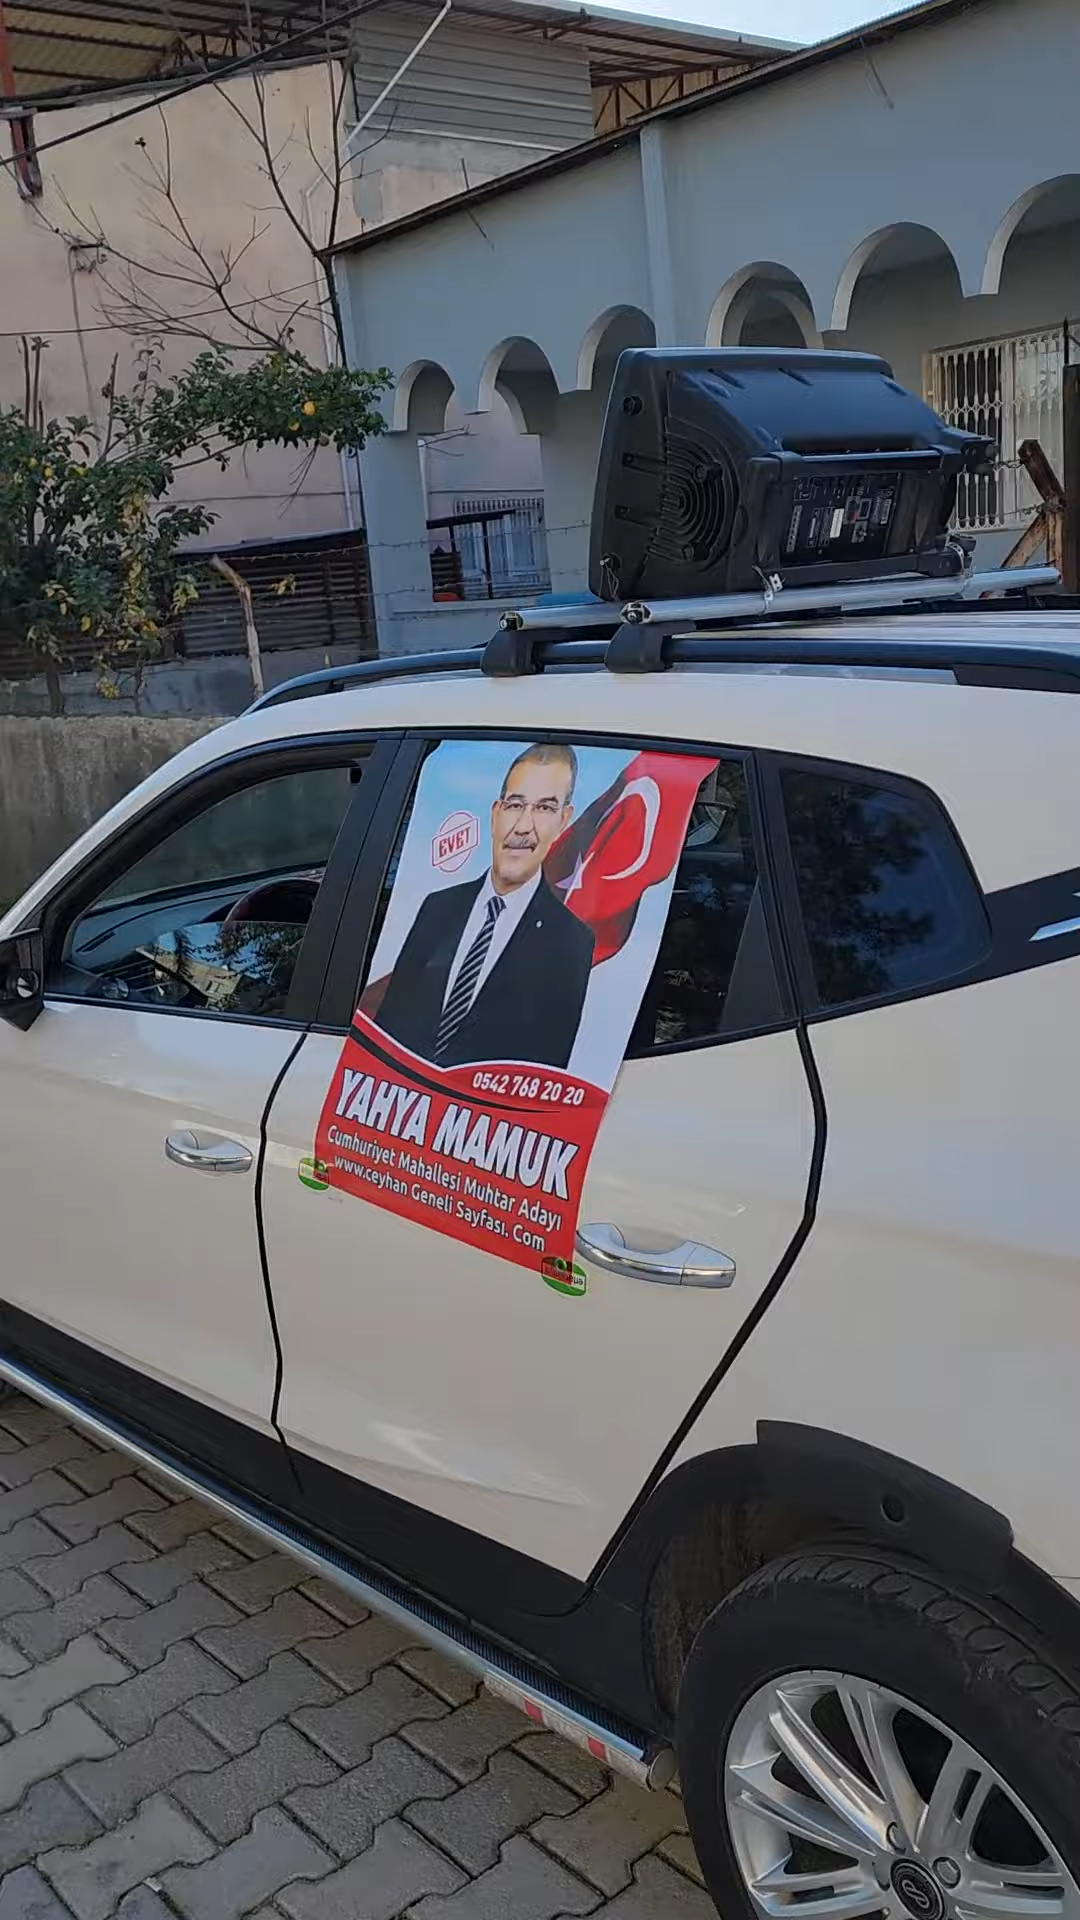 EVET
0542 768 20 20
YAHYA MAMUK
Cumhuriyet Mahallesi Muhtar Adayı
www.ceyhan Geneli Sayfası. Com